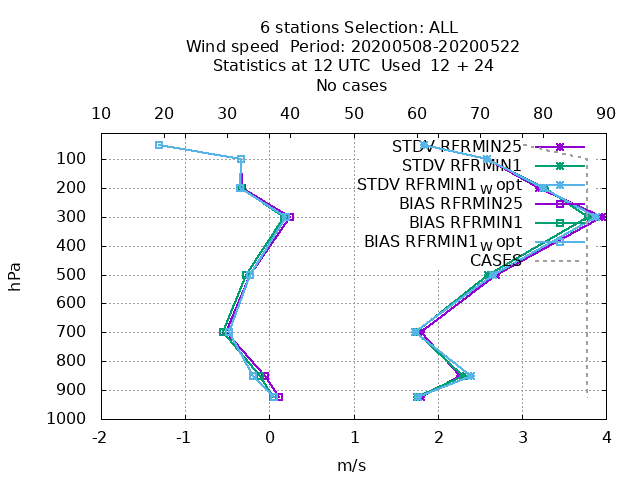 6 stations Selection: ALL
Wind speed  Period: 20200508-20200522
Statistics at 12 UTC  Used  12 + 24
No cases
10 20 30 40 50 60 70 80 90
STDV RFRMIN25
STDV RFRMIN1
STDV RFRMIN1w opt
BIAS RFRMIN25
BIAS RFRMIN1
BIAS RFRMIN1w opt
CASES
hPa
100
200
300
400
500
600
700
800
900
1000
-2 -1 0 1 2 3 4
m/s